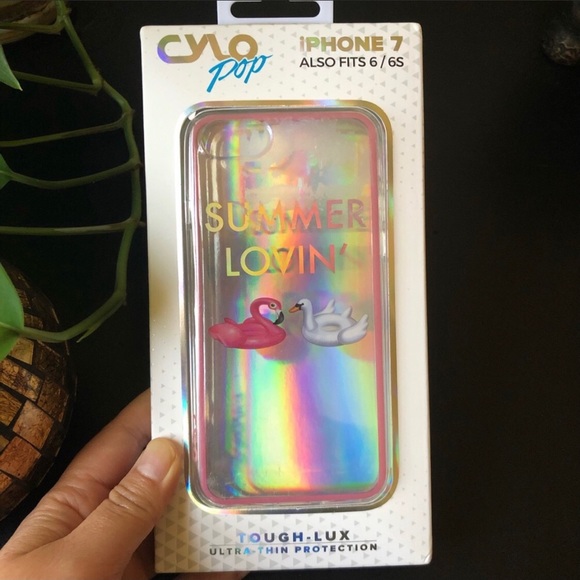 CYLO
pop
iPHONE 7
ALSO FITS 6 / 6S
SUMMER
LOVIN'
TOUGH-LUX
ULTRA-THIN PROTECTION